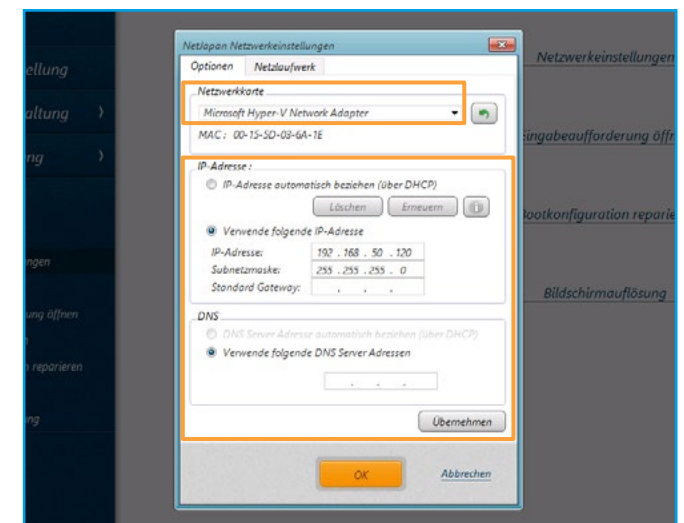 Netjapan Netzwerkeinstellungen
Optionen Netzlaufwerk
Netzwerkkarte
Microsoft Hyper-V Network Adapter
MAC : 00-15-5D-03-6A-1E
IP-Adresse :
IP-Adresse automatisch beziehen (über DHCP)
Löschen Erneuern
Verwende folgende IP-Adresse
IP-Adresse: 192 . 168 . 50 . 120
Subnetzmaske: 255 . 255 . 255 . 0
Standard Gateway: . . .
DNS
DNS Server Adresse automatisch beziehen (über DHCP)
Verwende folgende DNS Server Adressen
. . .
Übernehmen
OK Abbrechen
ellung
altung
ng
ngen
ung öffnen
reparieren
ng
Netzwerkeinstellungen
Eingabeaufforderung öffn
Bootkonfiguration reparie
Bildschirmauflösung